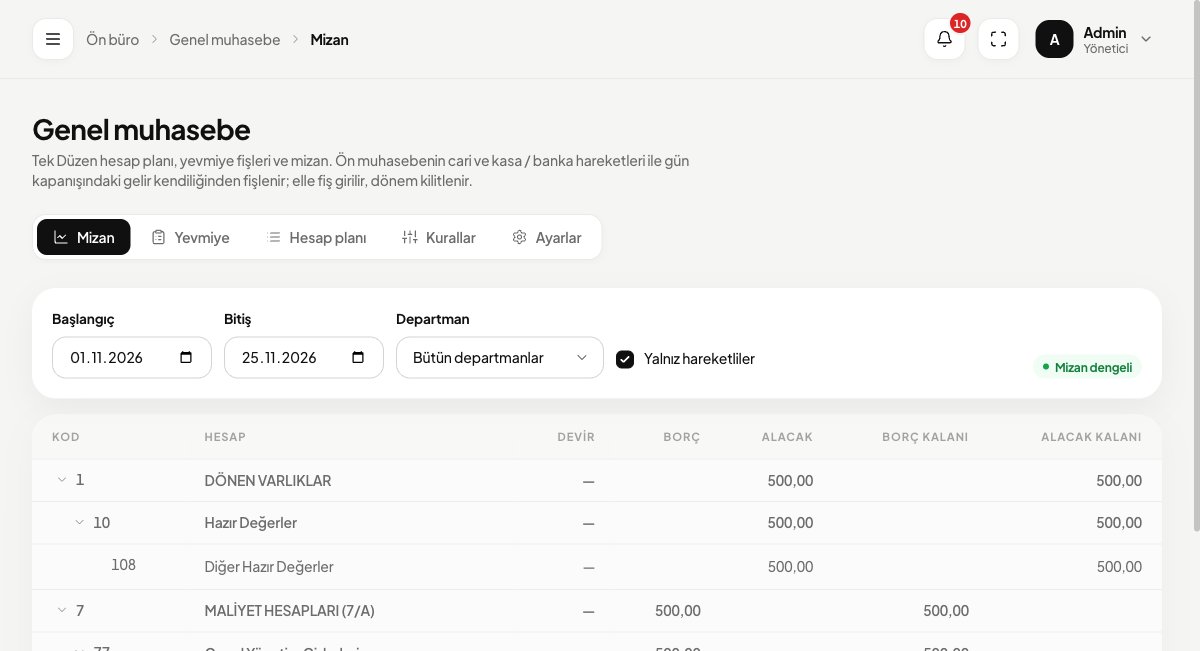 Ön büro > Genel muhasebe > Mizan
10
A
Admin
Yönetici
Genel muhasebe
Tek Düzen hesap planı, yevmiye fişleri ve mizan. Ön muhasebenin cari ve kasa / banka hareketleri ile gün
kapanışındaki gelir kendiliğinden fişlenir; elle fiş girilir, dönem kilitlenir.
Mizan Yevmiye Hesap planı Kurallar Ayarlar
Başlangıç Bitiş Departman
01.11.2026 25.11.2026 Bütün departmanlar Yalnız hareketliler
Mizan dengeli
KOD HESAP DEVİR BORÇ ALACAK BORÇ KALANI ALACAK KALANI
1 DÖNEN VARLIKLAR — 500,00 500,00
10 Hazır Değerler — 500,00 500,00
108 Diğer Hazır Değerler — 500,00 500,00
7 MALİYET HESAPLARI (7/A) — 500,00 500,00